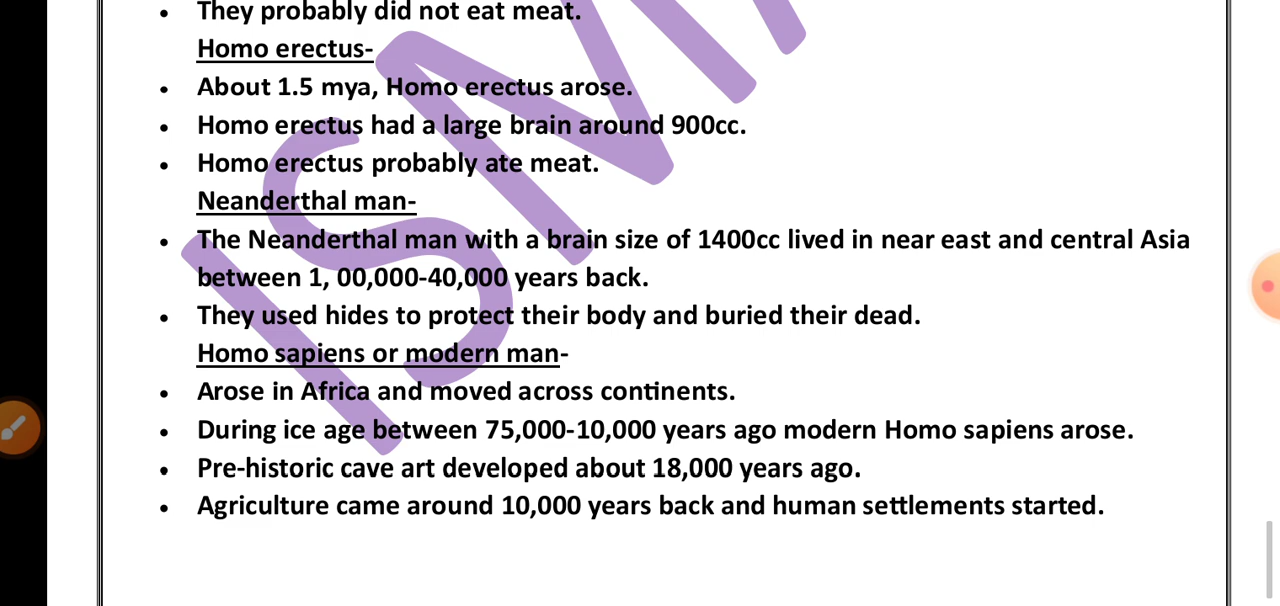 • They probably did not eat meat.
Homo erectus-
• About 1.5 mya, Homo erectus arose.
• Homo erectus had a large brain around 900cc.
• Homo erectus probably ate meat.
Neanderthal man-
• The Neanderthal man with a brain size of 1400cc lived in near east and central Asia
between 1, 00,000-40,000 years back.
• They used hides to protect their body and buried their dead.
Homo sapiens or modern man-
• Arose in Africa and moved across continents.
• During ice age between 75,000-10,000 years ago modern Homo sapiens arose.
• Pre-historic cave art developed about 18,000 years ago.
• Agriculture came around 10,000 years back and human settlements started.